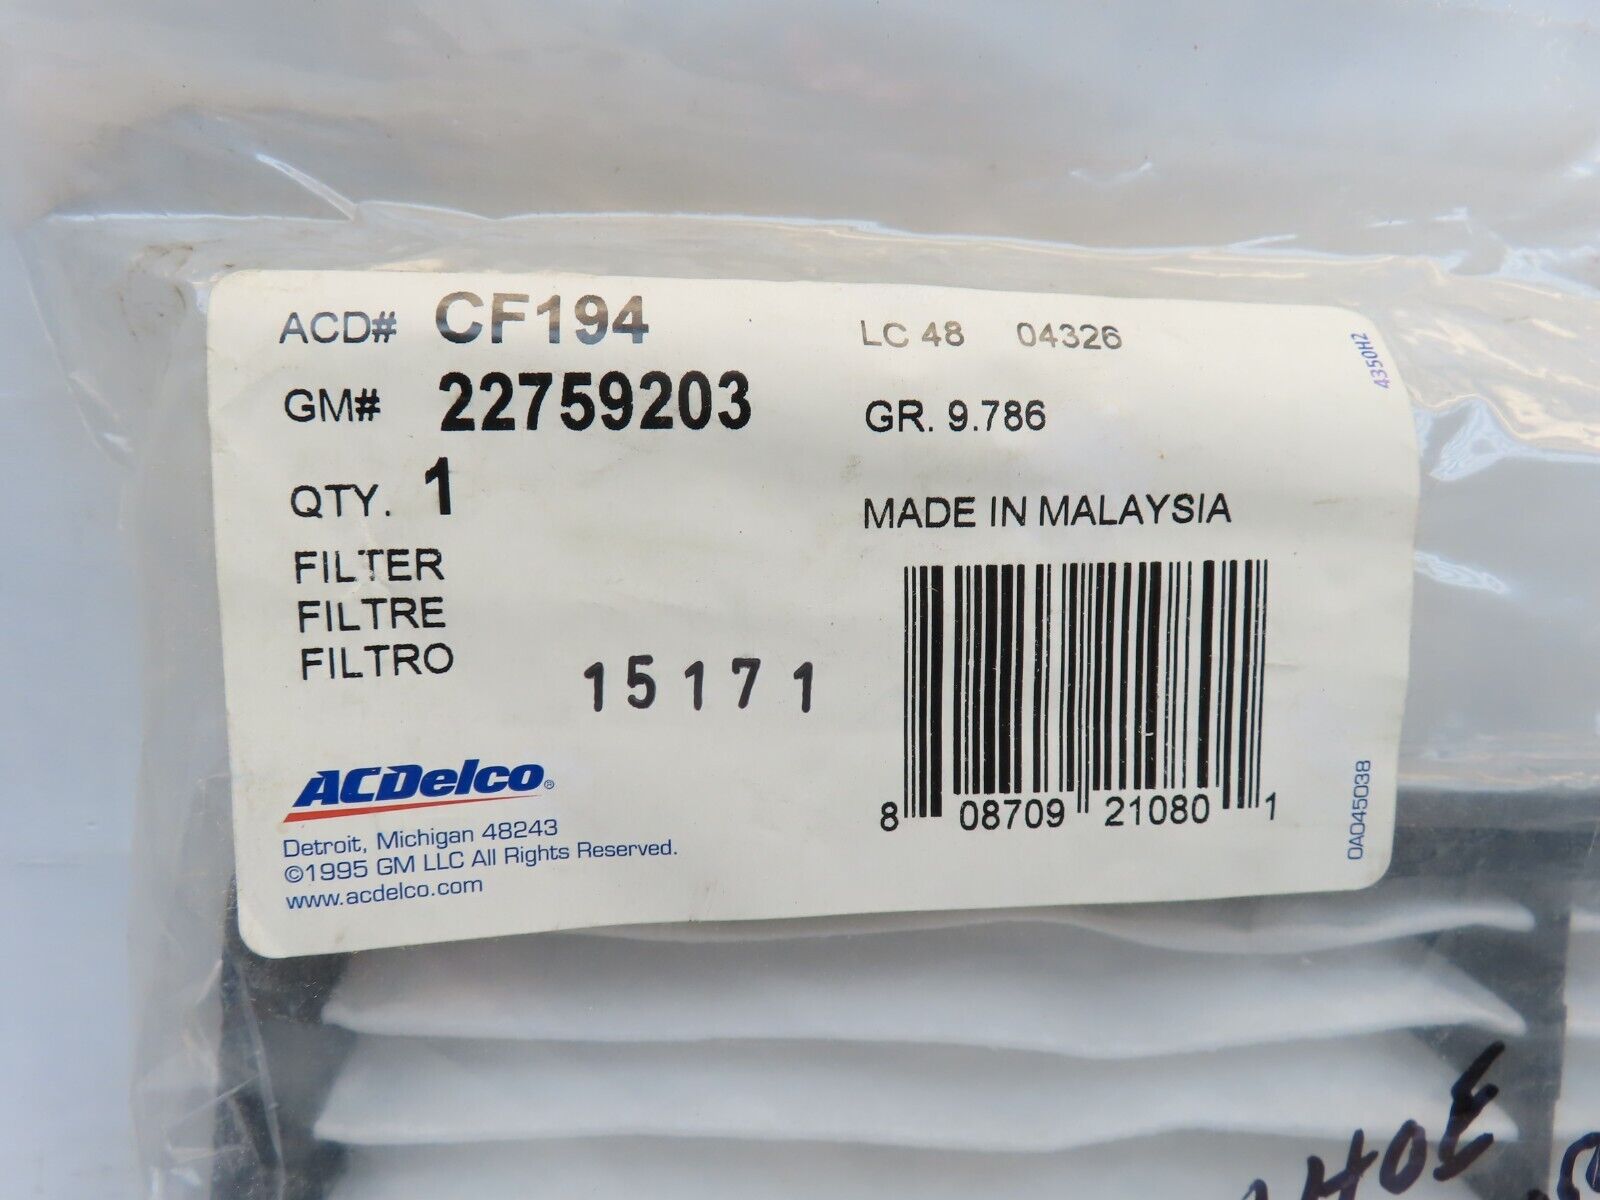 ACD# CF194
LC 48 04326
GM# 22759203
GR. 9.786
QTY. 1
MADE IN MALAYSIA
FILTER
FILTRE
FILTRO
15171
8 08709 21080 1
ACDelco®
Detroit, Michigan 48243
©1995 GM LLC All Rights Reserved.
www.acdelco.com
4350H2
0A045038